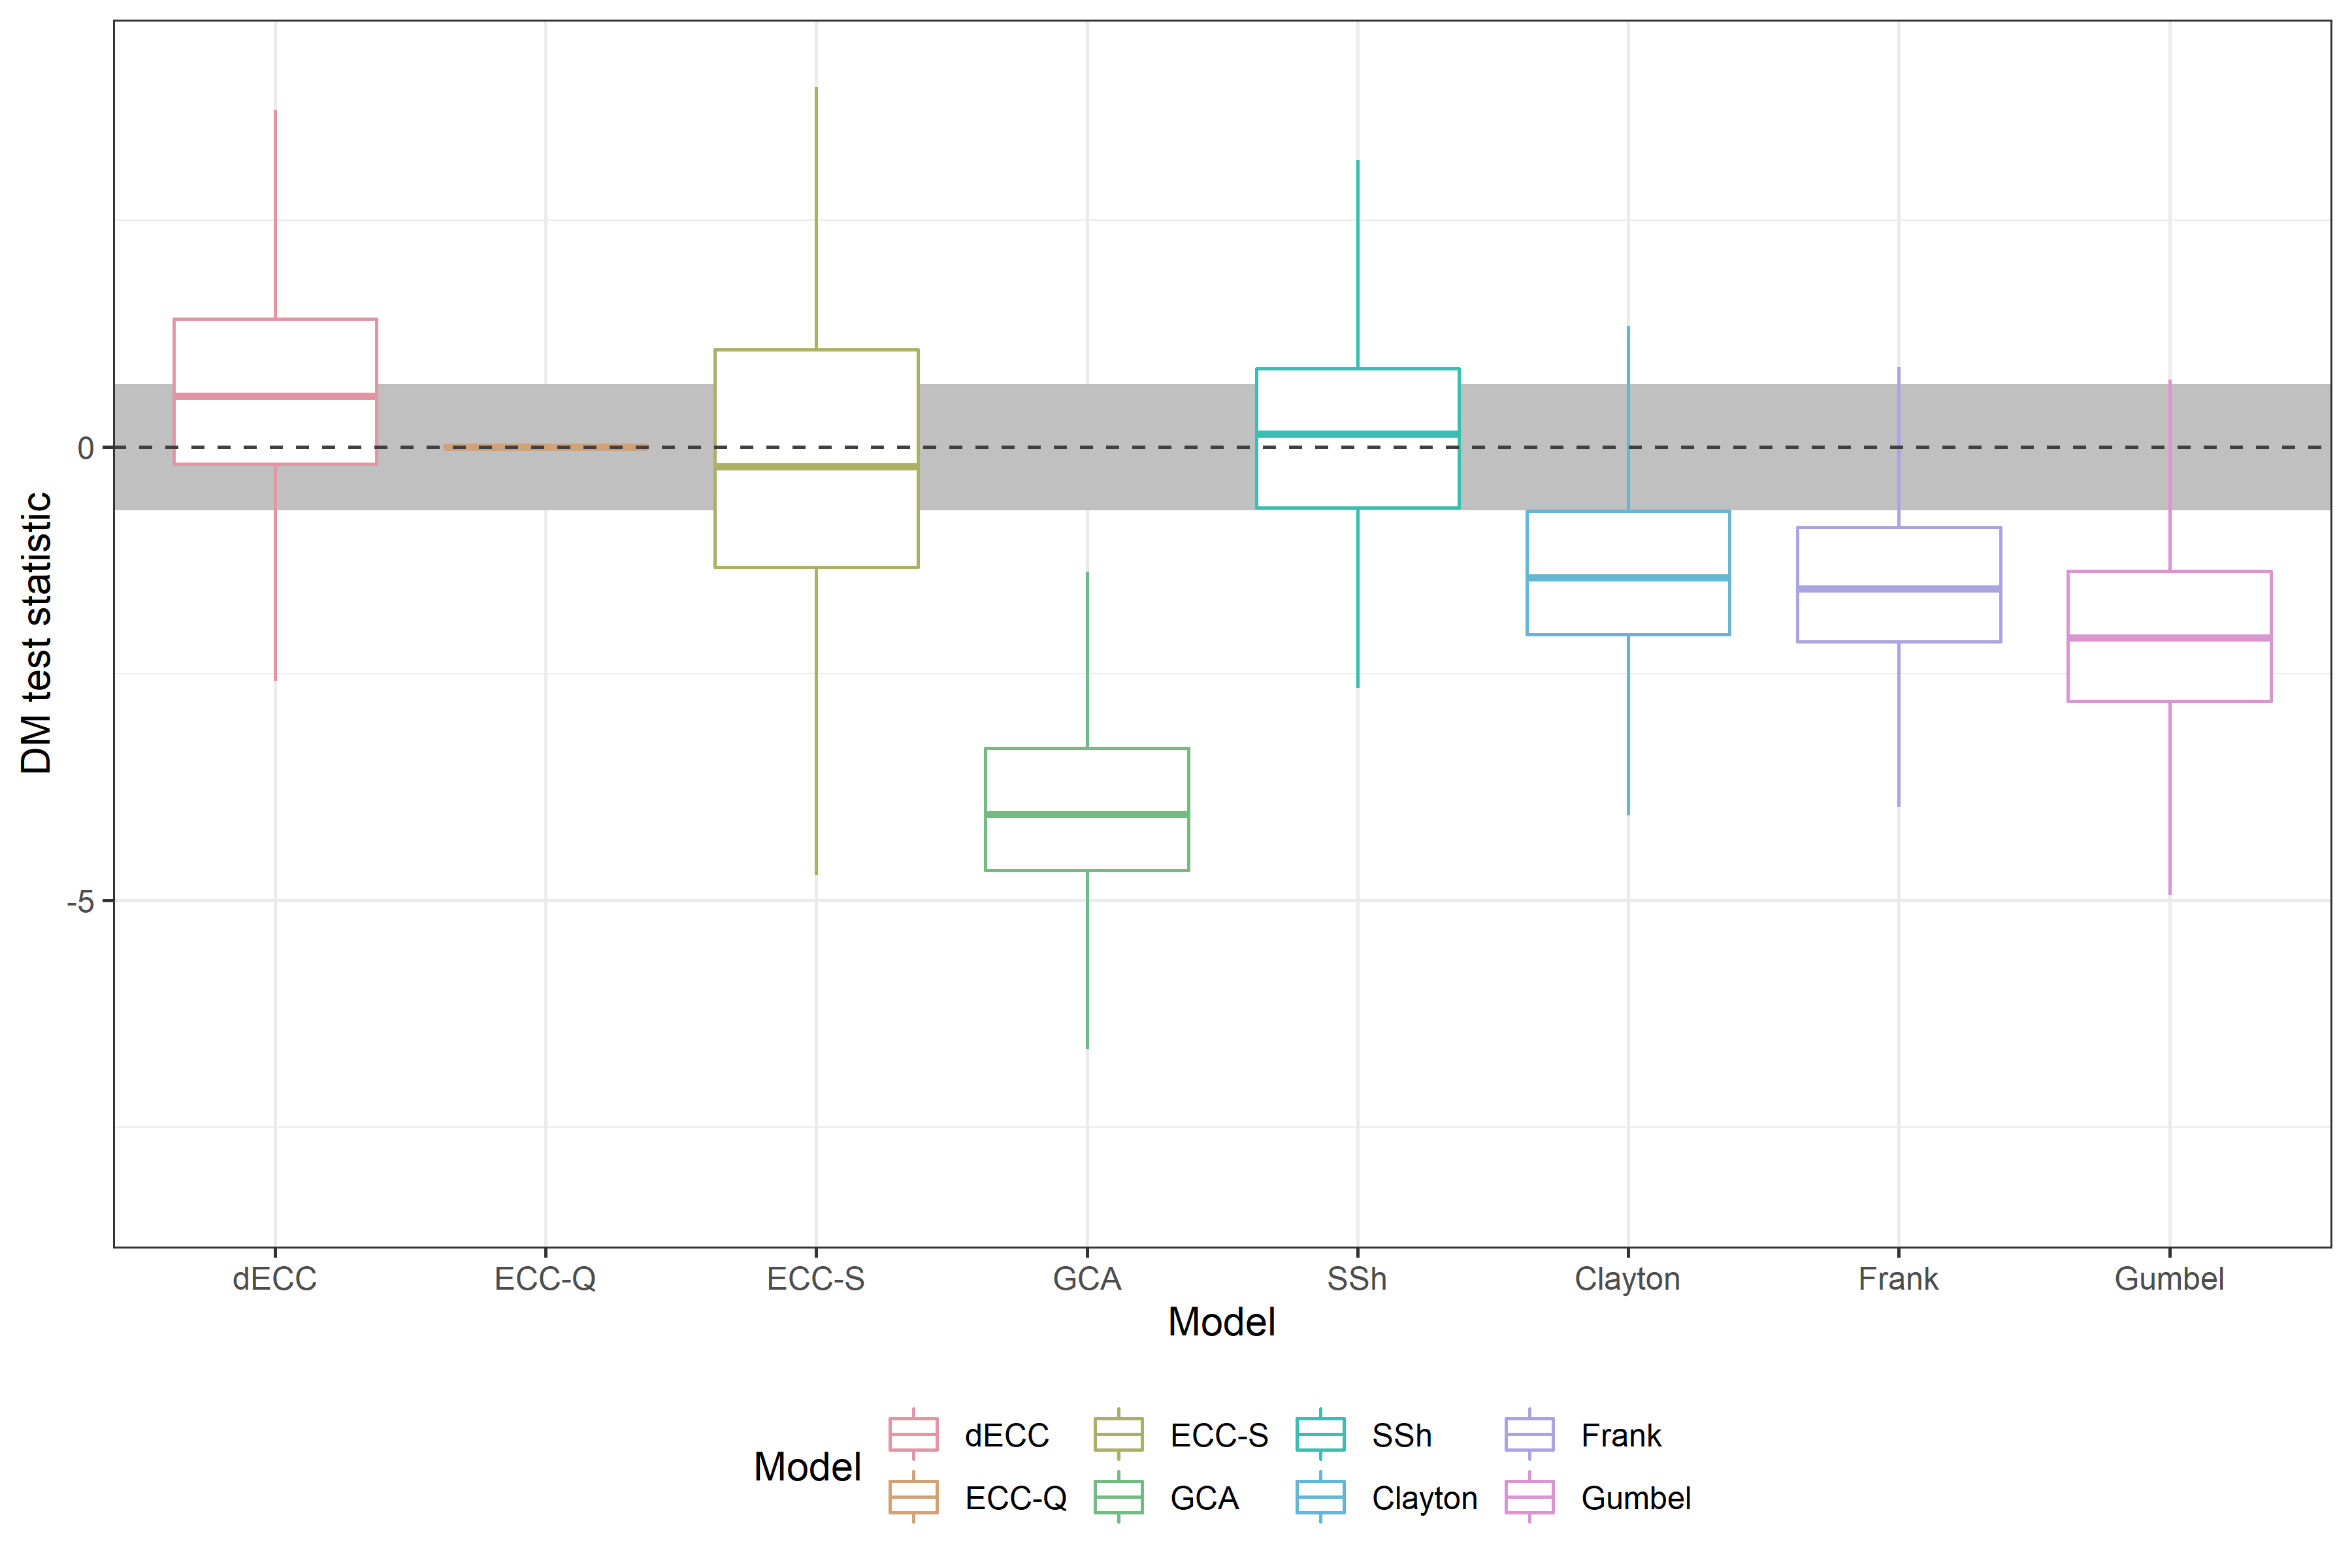 DM test statistic
0
-5
dECC ECC-Q ECC-S GCA SSh Clayton Frank Gumbel
Model
Model
dECC ECC-S SSh Frank
ECC-Q GCA Clayton Gumbel